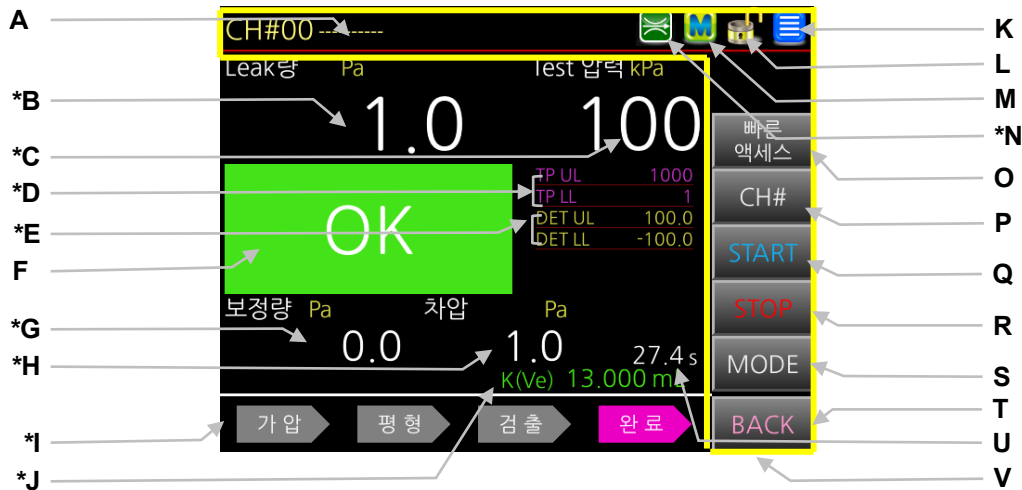 A
CH#00 ----------
M
K
L
M
*N
Leak량 Pa
Test 압력 kPa
*B
1.0
100
*C
*D
TP UL 1000
TP LL 1
*E
DET UL 100.0
DET LL -100.0
F
OK
빠른
액세스
O
CH#
P
START
Q
STOP
R
MODE
S
BACK
T
U
V
보정량 Pa
차압 Pa
*G
0.0
1.0
*H
27.4 s
K(Ve) 13.000 m
*I
가압
평형
검출
완료
*J